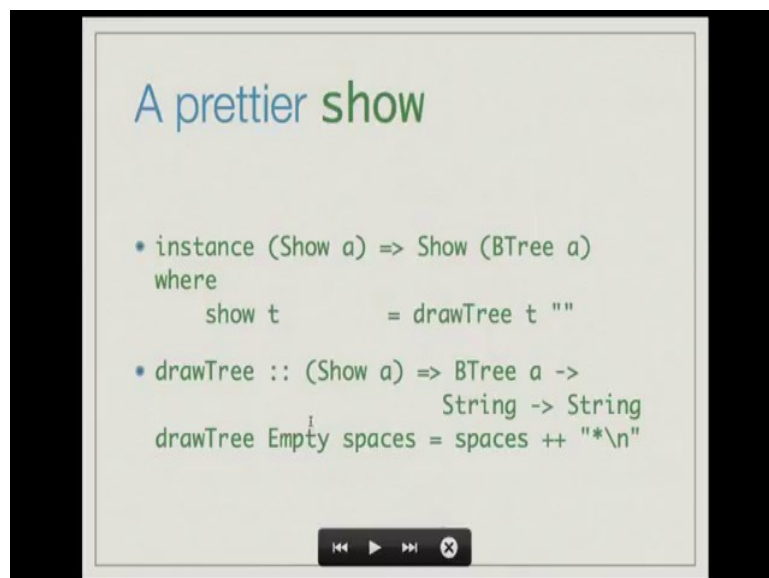 A prettier show
• instance (Show a) => Show (BTree a)
where
show t = drawTree t ""
• drawTree :: (Show a) => BTree a ->
String -> String
drawTree Empty spaces = spaces ++ "*\n"